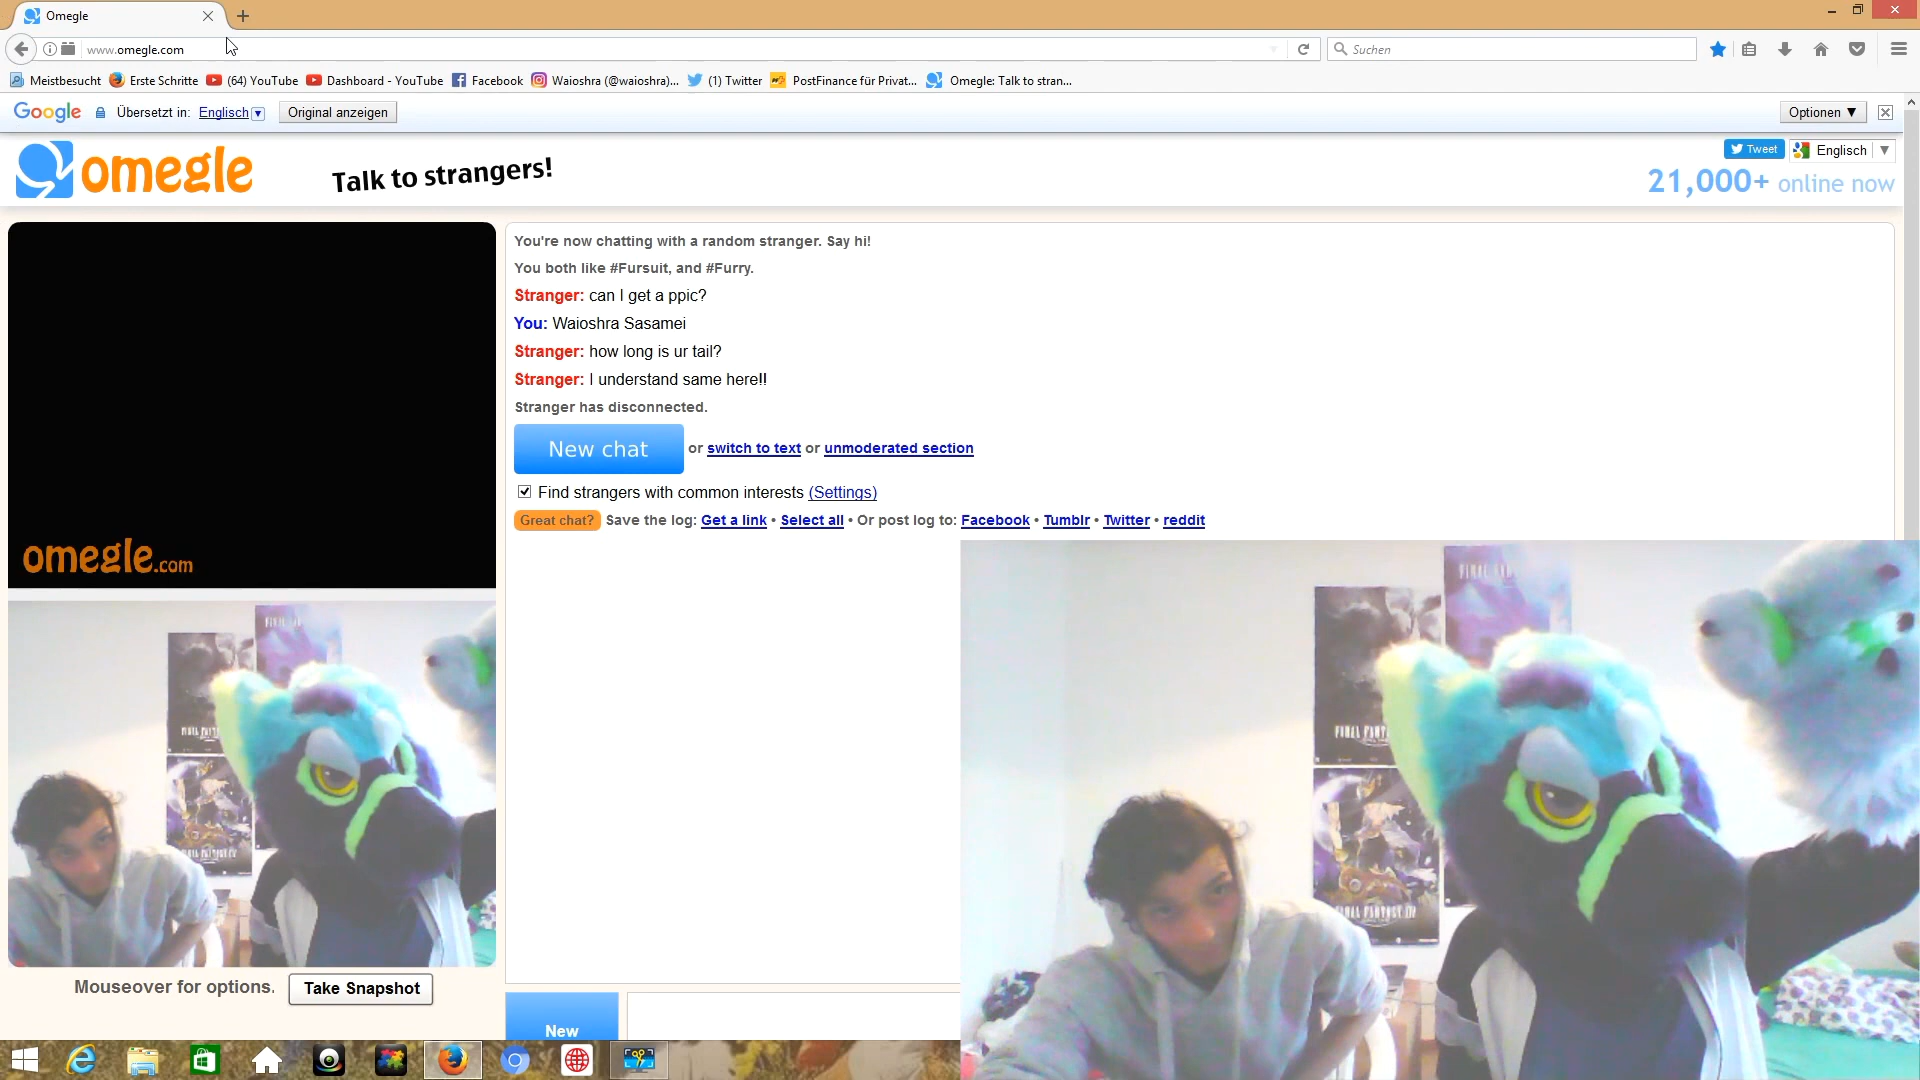 Omegle
www.omegle.com
Suchen
Meistbesucht Erste Schritte (64) YouTube Dashboard - YouTube Facebook Waioshra (@waioshra)... (1) Twitter PostFinance für Privat... Omegle: Talk to stran...
Google Übersetzt in: Englisch Original anzeigen Optionen
omegle Talk to strangers!
Tweet Englisch
21,000+ online now
You're now chatting with a random stranger. Say hi!
You both like #Fursuit, and #Furry.
Stranger: can I get a ppic?
You: Waioshra Sasamei
Stranger: how long is ur tail?
Stranger: I understand same here!!
Stranger has disconnected.
New chat or switch to text or unmoderated section
Find strangers with common interests (Settings)
Great chat? Save the log: Get a link • Select all • Or post log to: Facebook • Tumblr • Twitter • reddit
omegle.com
Mouseover for options. Take Snapshot
New